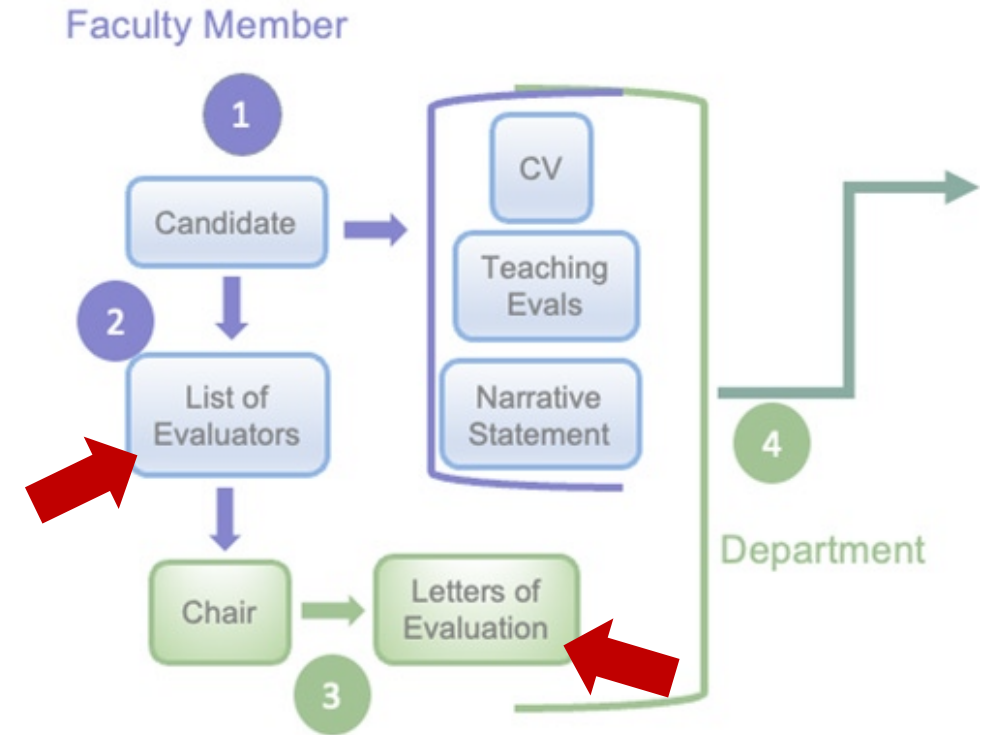 Faculty Member
1
Candidate
CV
Teaching
Evals
2
List of
Evaluators
Narrative
Statement
4
Department
Chair
Letters of
Evaluation
3